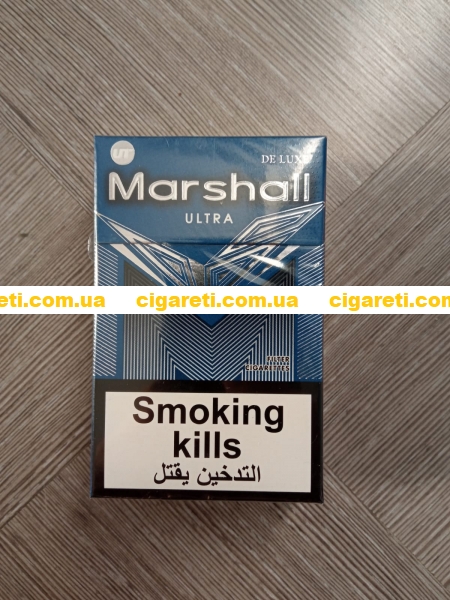 UT
DE LUXE
Marshall
ULTRA
eti.com.ua cigareti.com.ua cigareti.com
FILTER
CIGARETTES
Smoking
kills
التدخين يقتل